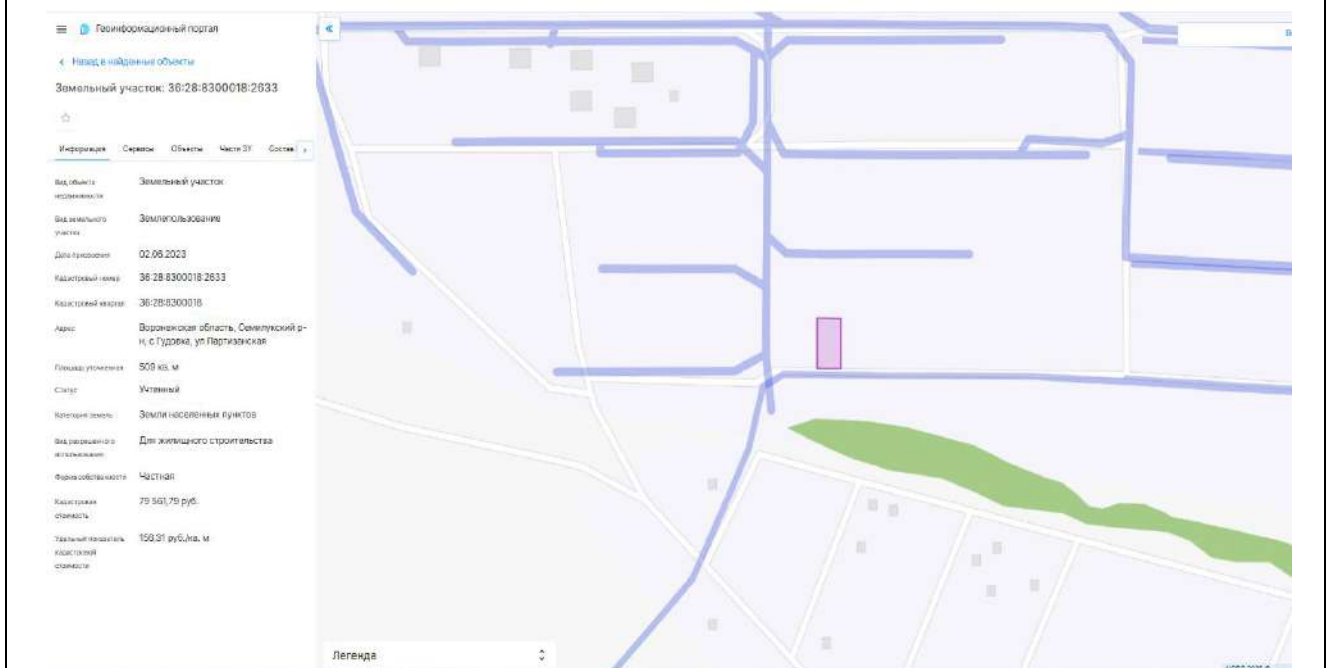 Геоинформационный портал
Назад в найденные объекты
Земельный участок: 36:28:8300018:2633
Информация Сервисы Объекты Части ЗУ Состав
Вид объекта недвижимости Земельный участок
Вид земельного участка Землепользование
Дата присвоения 02.06.2023
Кадастровый номер 36:28:8300018:2633
Кадастровый квартал 36:28:8300018
Адрес Воронежская область, Семилукский р-
н, с Гудовка, ул Партизанская
Площадь уточненная 509 кв. м
Статус Учтенный
Категория земель Земли населенных пунктов
Вид разрешенного использования Для жилищного строительства
Форма собственности Частная
Кадастровая стоимость 79 561,79 руб.
Удельный показатель кадастровой стоимости 156,31 руб./кв. м
Легенда